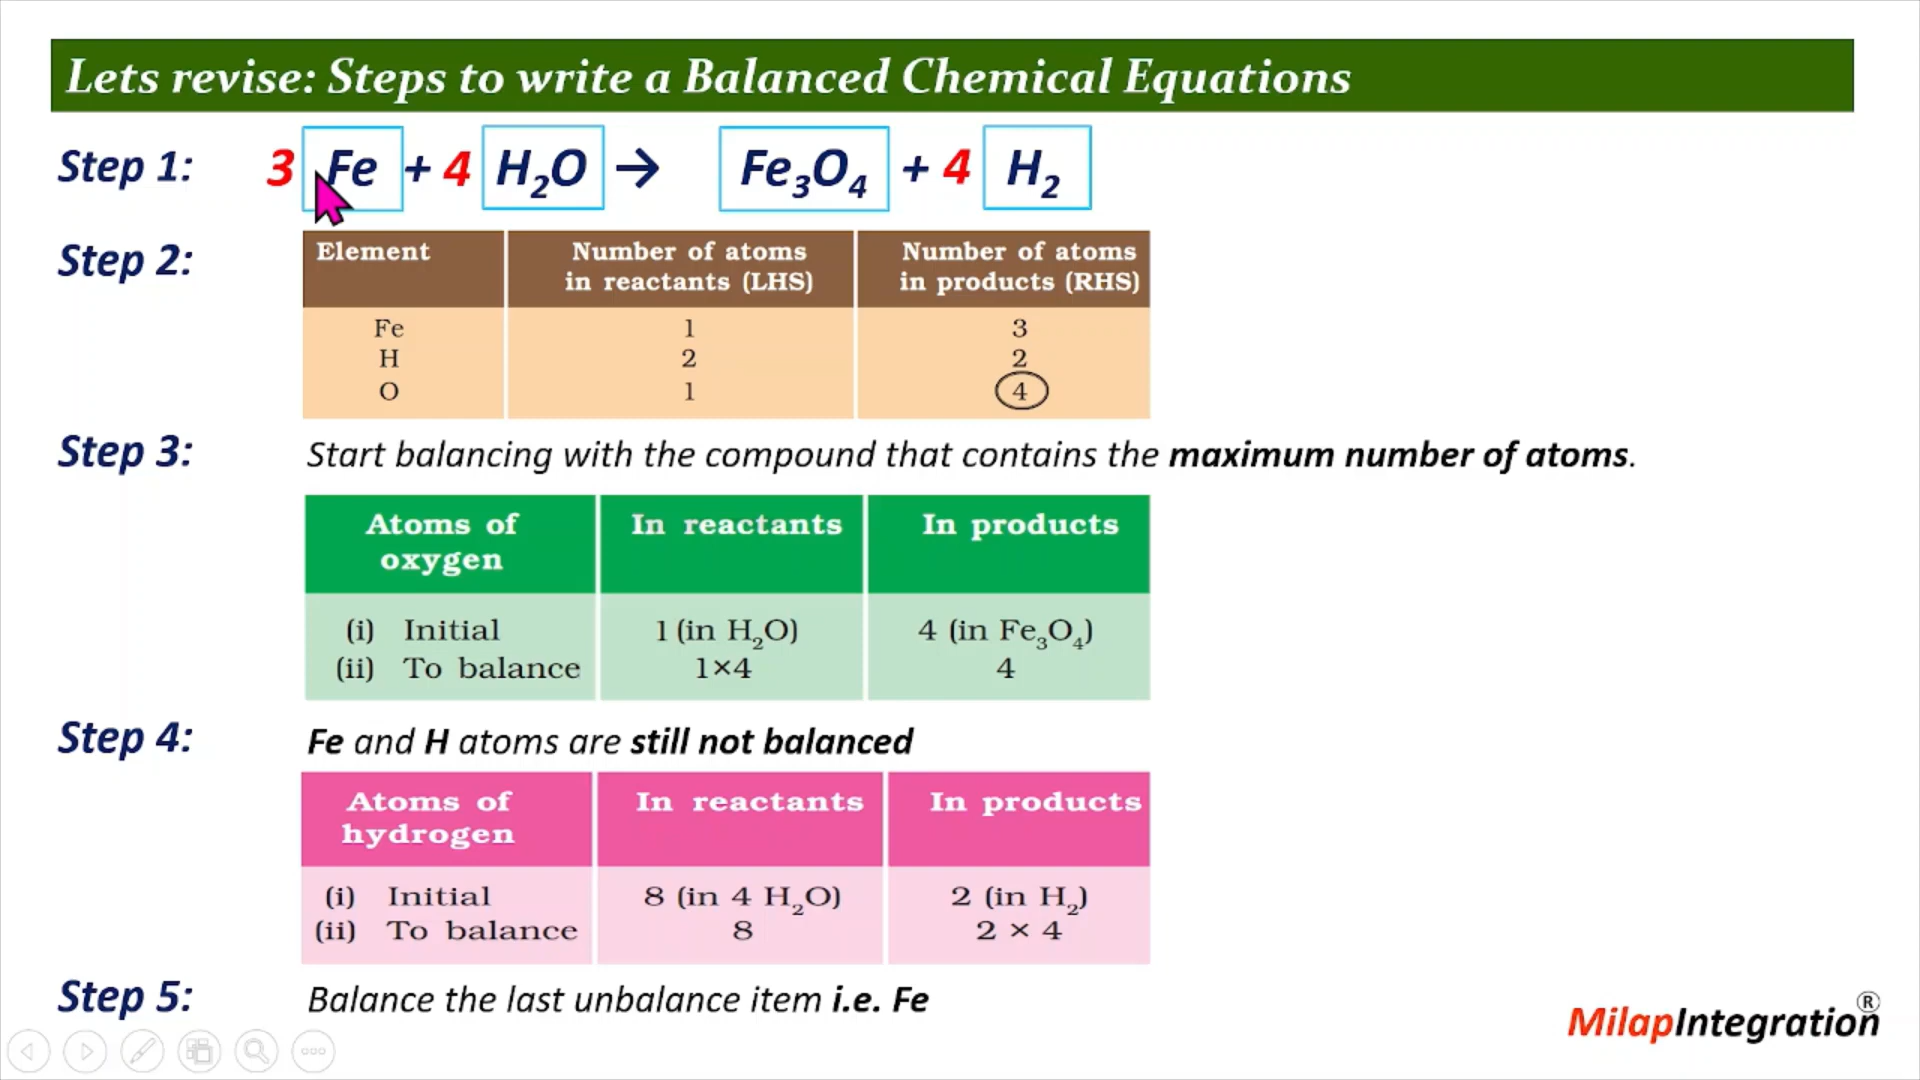 Lets revise: Steps to write a Balanced Chemical Equations
Step 1: 3 Fe + 4 H₂O → Fe₃O₄ + 4 H₂
Step 2:
Element Number of atoms in reactants (LHS) Number of atoms in products (RHS)
Fe 1 3
H 2 2
O 1 4
Step 3: Start balancing with the compound that contains the maximum number of atoms.
Atoms of oxygen In reactants In products
(i) Initial 1 (in H₂O) 4 (in Fe₃O₄)
(ii) To balance 1×4 4
Step 4: Fe and H atoms are still not balanced
Atoms of hydrogen In reactants In products
(i) Initial 8 (in 4 H₂O) 2 (in H₂)
(ii) To balance 8 2 × 4
Step 5: Balance the last unbalance item i.e. Fe
MilapIntegration®